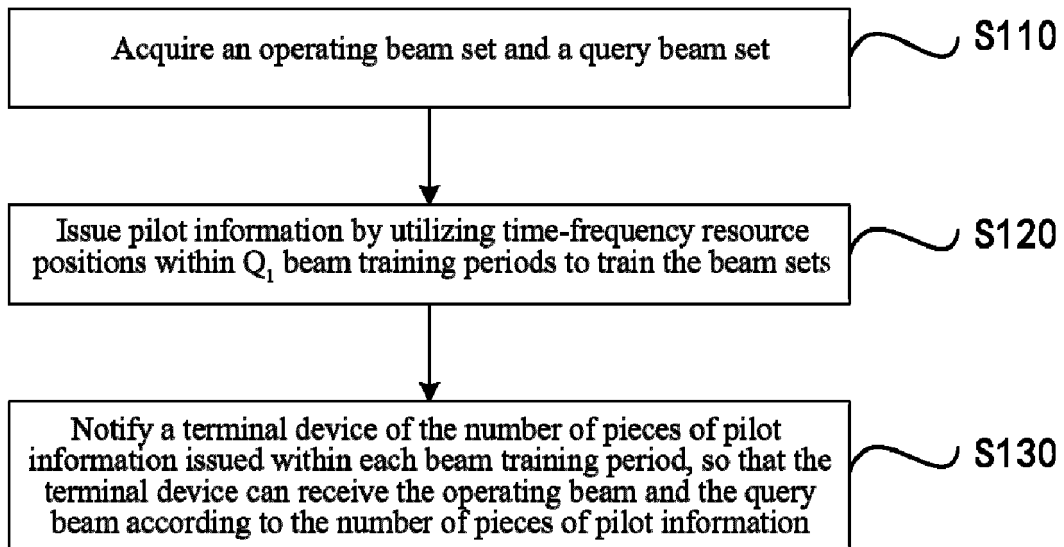 Acquire an operating beam set and a query beam set
S110
Issue pilot information by utilizing time-frequency resource
positions within Q₁ beam training periods to train the beam sets
S120
Notify a terminal device of the number of pieces of pilot
information issued within each beam training period, so that the
terminal device can receive the operating beam and the query
beam according to the number of pieces of pilot information
S130